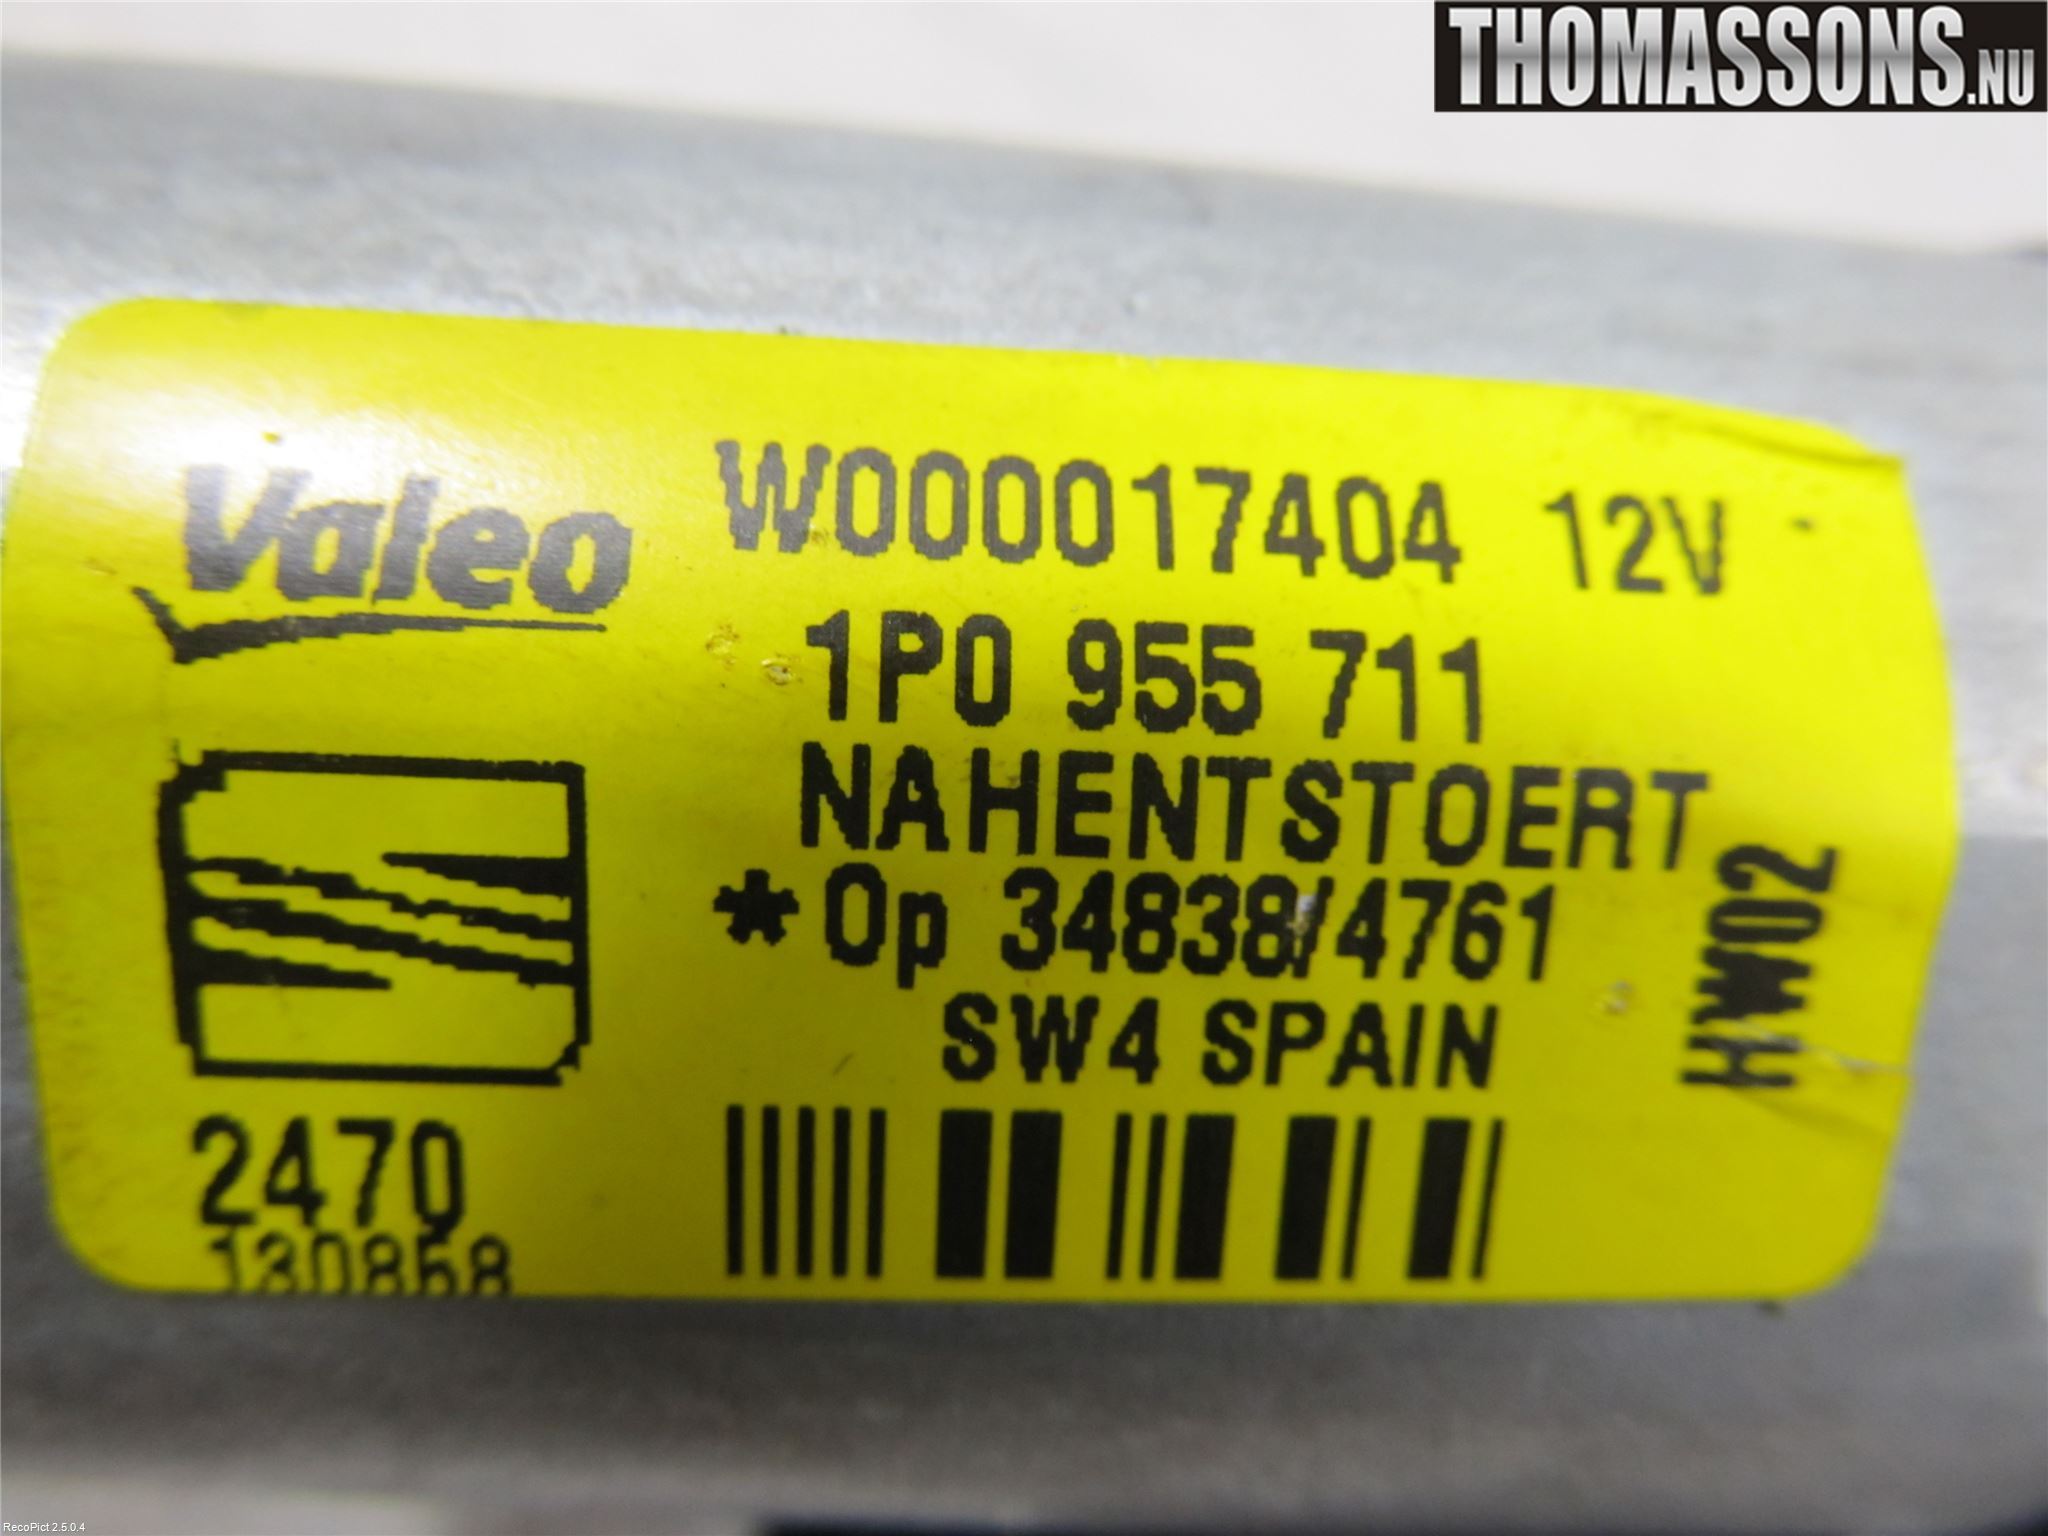 THOMASSONS.NU
Valeo
W000017404 12V
1P0 955 711
NAHENTSTOERT
*Op 34838/4761
SW4 SPAIN
HW02
2470
130858
RecoPict 2.5.0.4